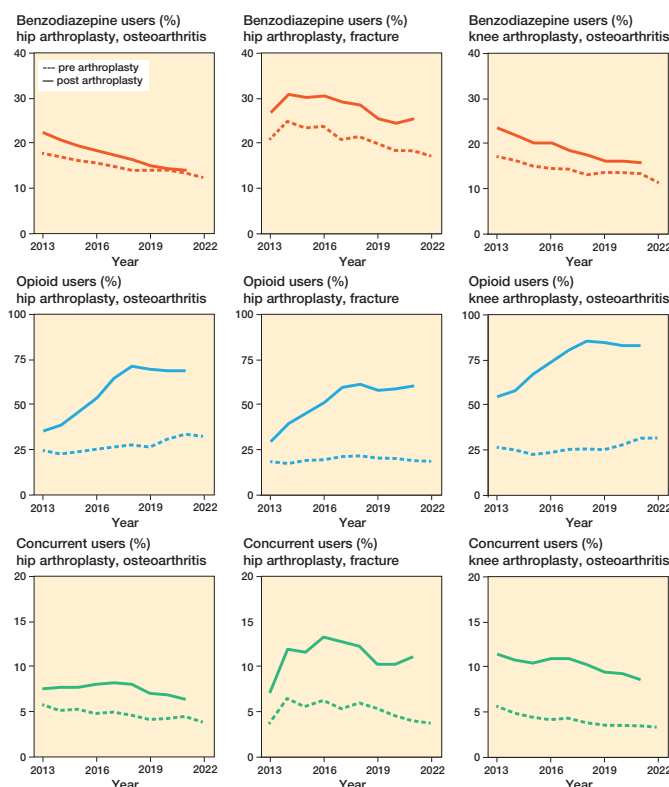 Benzodiazepine users (%)
hip arthroplasty, osteoarthritis
40
30
20
10
0
pre arthroplasty
post arthroplasty
2013 2016 2019 2022
Year
Benzodiazepine users (%)
hip arthroplasty, fracture
40
30
20
10
0
2013 2016 2019 2022
Year
Benzodiazepine users (%)
knee arthroplasty, osteoarthritis
40
30
20
10
0
2013 2016 2019 2022
Year
Opioid users (%)
hip arthroplasty, osteoarthritis
100
75
50
25
0
2013 2016 2019 2022
Year
Opioid users (%)
hip arthroplasty, fracture
100
75
50
25
0
2013 2016 2019 2022
Year
Opioid users (%)
knee arthroplasty, osteoarthritis
100
75
50
25
0
2013 2016 2019 2022
Year
Concurrent users (%)
hip arthroplasty, osteoarthritis
20
15
10
5
0
2013 2016 2019 2022
Year
Concurrent users (%)
hip arthroplasty, fracture
20
15
10
5
0
2013 2016 2019 2022
Year
Concurrent users (%)
knee arthroplasty, osteoarthritis
20
15
10
5
0
2013 2016 2019 2022
Year